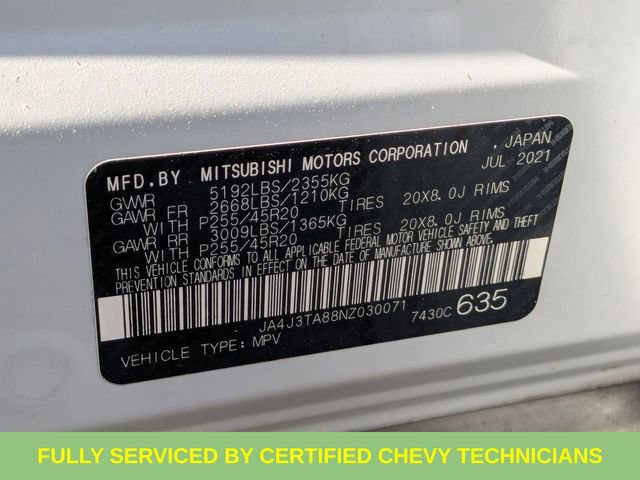 MFD.BY MITSUBISHI MOTORS CORPORATION , JAPAN
GVWR 5192LBS/2355KG JUL 2021
GAWR FR 2668LBS/1210KG
WITH P255/45R20 TIRES 20X8.0J RIMS
GAWR RR 3009LBS/1365KG
WITH P255/45R20 TIRES 20X8.0J RIMS
THIS VEHICLE CONFORMS TO ALL APPLICABLE FEDERAL MOTOR VEHICLE SAFETY AND THEFT
PREVENTION STANDARDS IN EFFECT ON THE DATE OF MANUFACTURE SHOWN ABOVE.
JA4J3TA88NZ030071 7430C 635
VEHICLE TYPE: MPV
FULLY SERVICED BY CERTIFIED CHEVY TECHNICIANS